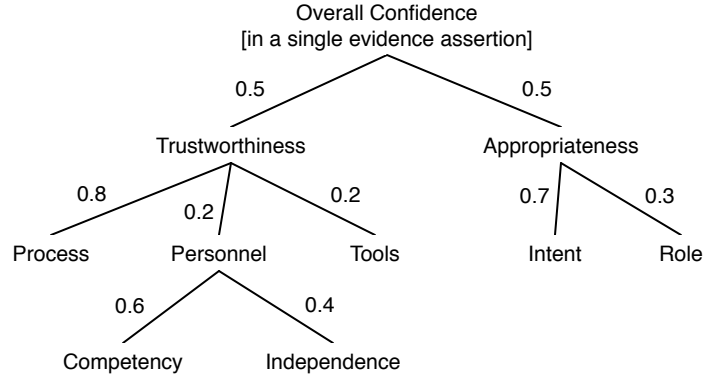 Overall Confidence
[in a single evidence assertion]
0.5
0.5
Trustworthiness
Appropriateness
0.8
0.2
0.2
0.7
0.3
Process
Personnel
Tools
Intent
Role
0.6
0.4
Competency
Independence